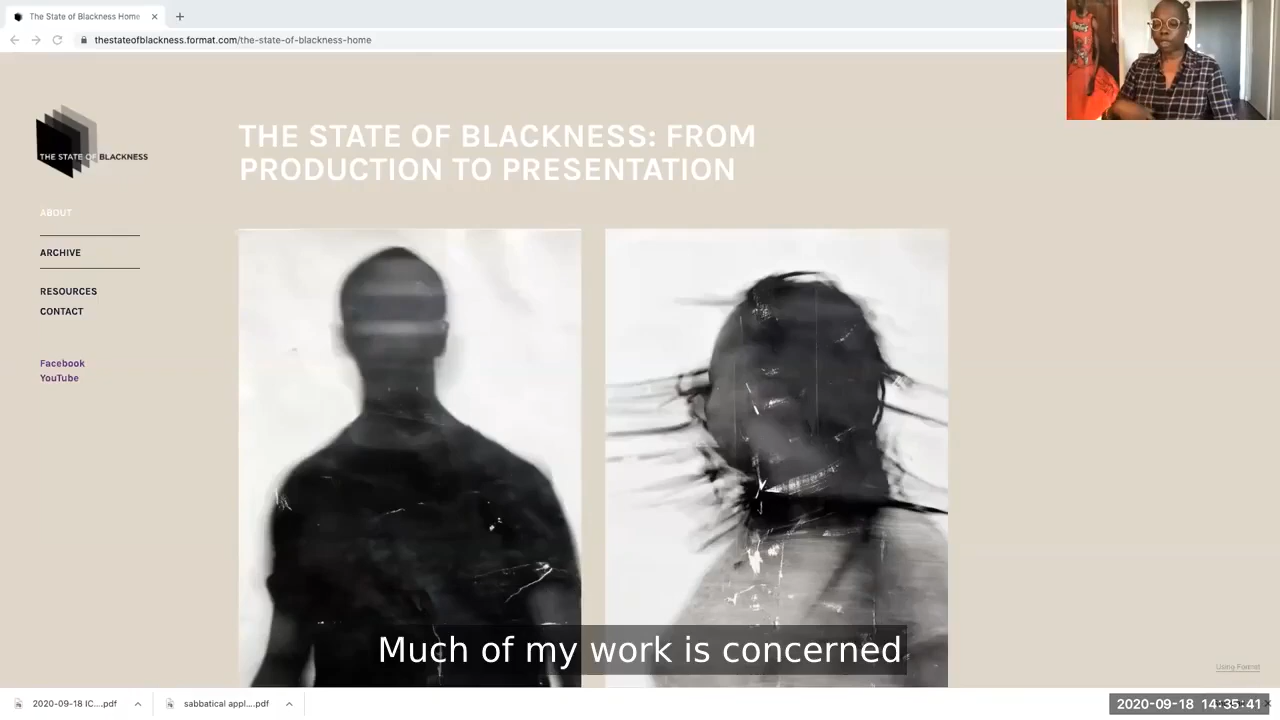 The State of Blackness Home
thestateofblackness.format.com/the-state-of-blackness-home
THE STATE OF BLACKNESS
THE STATE OF BLACKNESS: FROM
PRODUCTION TO PRESENTATION
ABOUT
ARCHIVE
RESOURCES
CONTACT
Facebook
YouTube
Much of my work is concerned
Using Format
2020-09-18 IC....pdf
sabbatical appl....pdf
2020-09-18 14:35:41